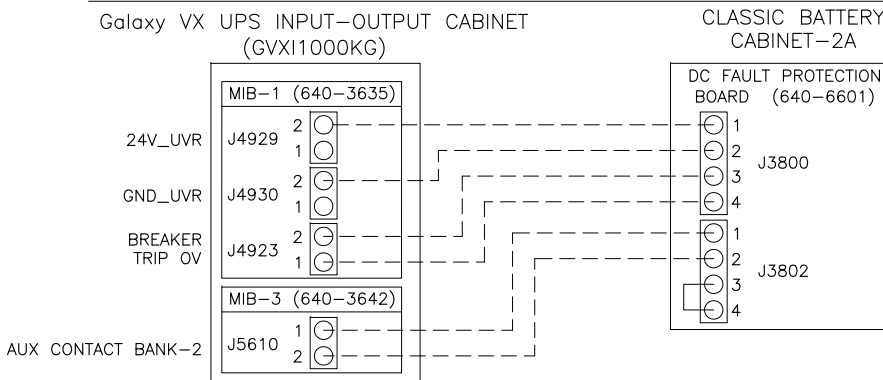 Galaxy VX UPS INPUT-OUTPUT CABINET
(GVXI1000KG)
MIB-1 (640-3635)
24V_UVR
J4929
2
1
GND_UVR
J4930
2
1
BREAKER
TRIP OV
J4923
2
1
MIB-3 (640-3642)
AUX CONTACT BANK-2
J5610
1
2
CLASSIC BATTERY
CABINET-2A
DC FAULT PROTECTION
BOARD (640-6601)
1
2
3
4
J3800
1
2
3
4
J3802